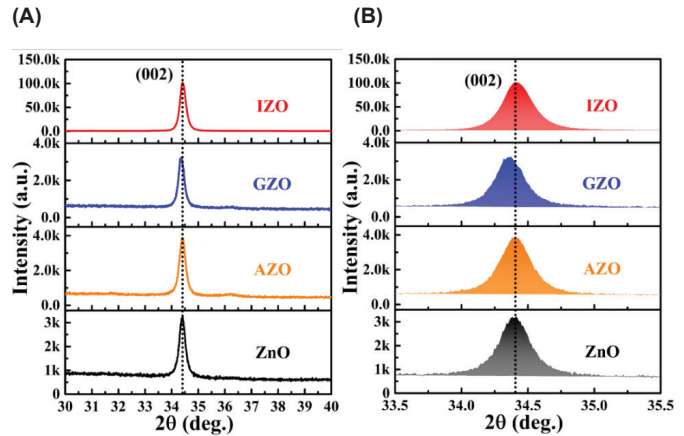 (A)
(B)
Intensity (a.u.)
150.0k
100.0k
50.0k
0.0
4.0k
2.0k
0.0
4.0k
2.0k
0.0
3k
2k
1k
0
(002)
IZO
GZO
AZO
ZnO
30 31 32 33 34 35 36 37 38 39 40
2θ (deg.)
Intensity (a.u.)
150.0k
100.0k
50.0k
0.0
4.0k
2.0k
0.0
4.0k
2.0k
0.0
3k
2k
1k
0
(002)
IZO
GZO
AZO
ZnO
33.5 34.0 34.5 35.0 35.5
2θ (deg.)